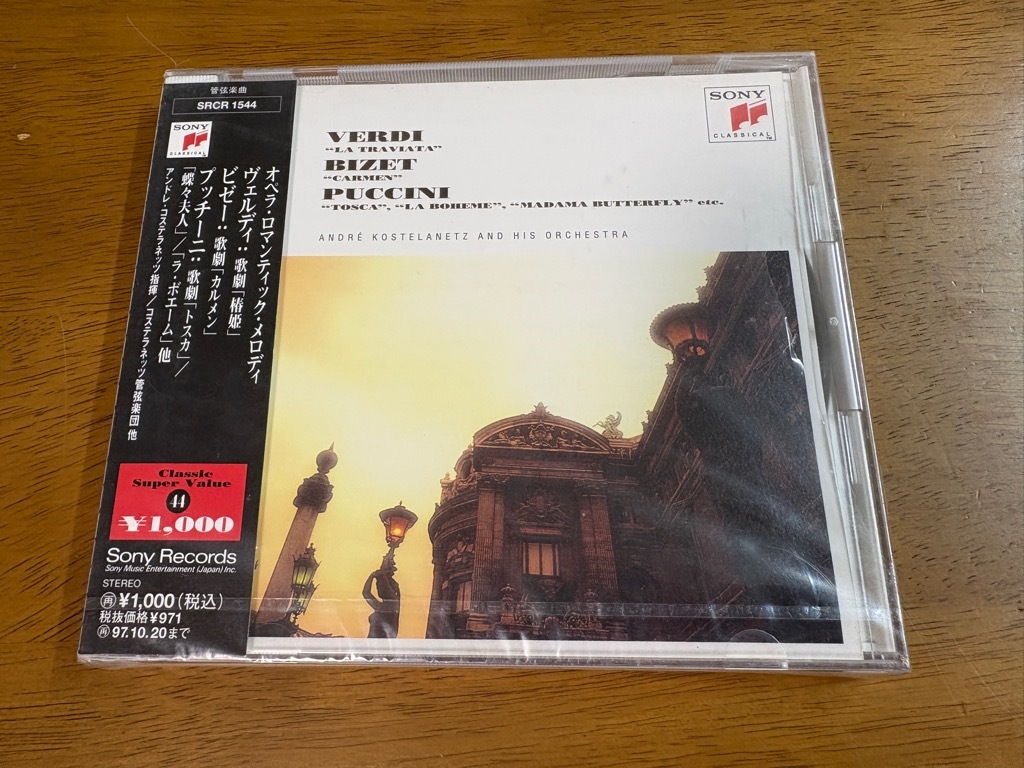 管弦楽曲
SRCR 1544
SONY
CLASSICAL
オペラ・ロマンティック・メロディ
ヴェルディ：歌劇「椿姫」
ビゼー：歌劇「カルメン」
プッチーニ：歌劇「トスカ」／
「蝶々夫人」／「ラ・ボエーム」他
アンドレ・コステラネッツ指揮／コステラネッツ管弦楽団 他
Classic
Super Value
44
¥1,000
Sony Records
Sony Music Entertainment (Japan) Inc.
STEREO
再 ¥1,000 (税込)
税抜価格¥971
再 97.10.20まで
VERDI
“LA TRAVIATA”
BIZET
“CARMEN”
PUCCINI
“TOSCA”, “LA BOHEME”, “MADAMA BUTTERFLY” etc.
ANDRÉ KOSTELANETZ AND HIS ORCHESTRA
SONY
CLASSICAL™